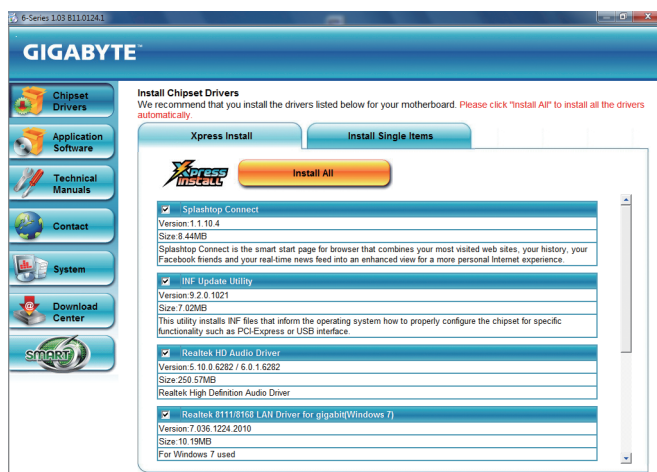 6-Series 1.03 B11.0124.1
GIGABYTE™
Chipset
Drivers
Application
Software
Technical
Manuals
Contact
System
Download
Center
SMART6
Install Chipset Drivers
We recommend that you install the drivers listed below for your motherboard. Please click "Install All" to install all the drivers
automatically.
Xpress Install
Install Single Items
Xpress
Install
Install All
Splashtop Connect
Version:1.1.10.4
Size:8.44MB
Splashtop Connect is the smart start page for browser that combines your most visited web sites, your history, your
Facebook friends and your real-time news feed into an enhanced view for a more personal Internet experience.
INF Update Utility
Version:9.2.0.1021
Size:7.02MB
This utility installs INF files that inform the operating system how to properly configure the chipset for specific
functionality such as PCI-Express or USB interface.
Realtek HD Audio Driver
Version:5.10.0.6282 / 6.0.1.6282
Size:250.57MB
Realtek High Definition Audio Driver
Realtek 8111/8168 LAN Driver for gigabit(Windows 7)
Version:7.036.1224.2010
Size:10.19MB
For Windows 7 used